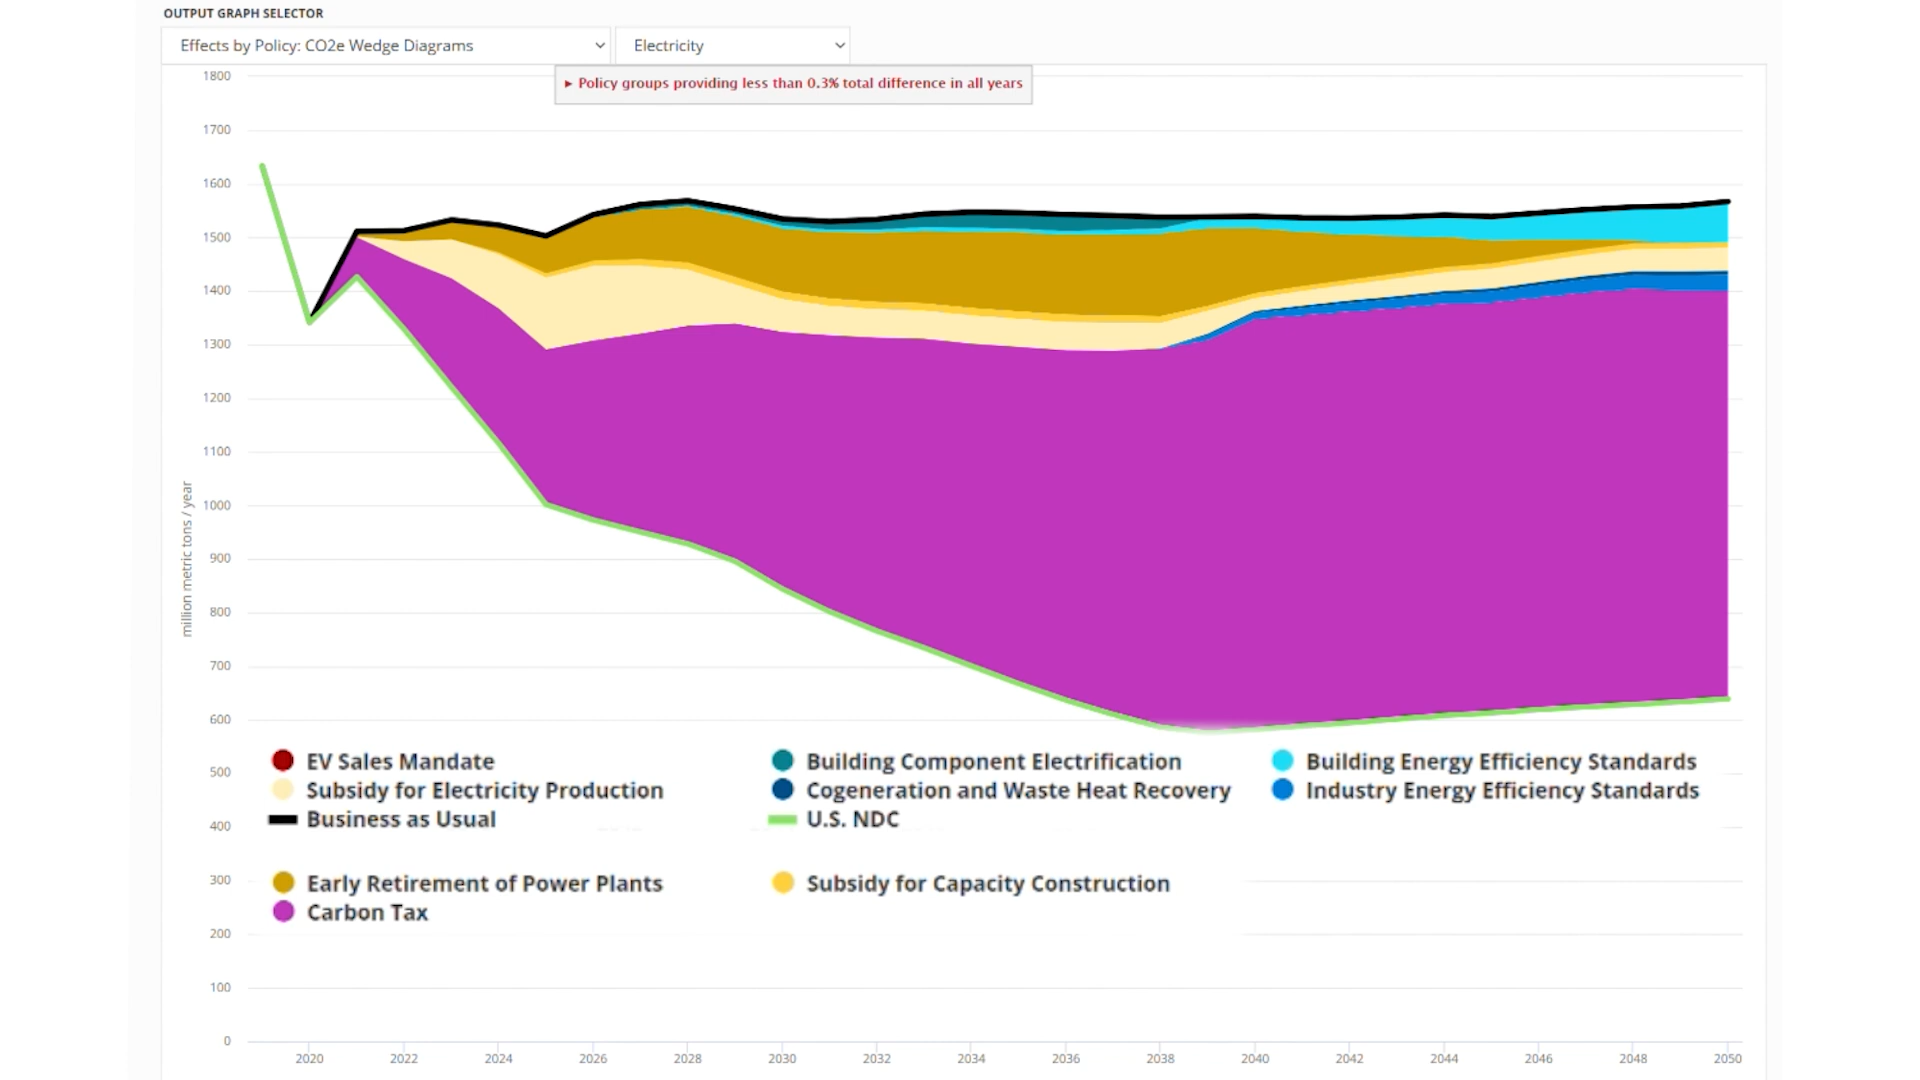 OUTPUT GRAPH SELECTOR
Effects by Policy: CO2e Wedge Diagrams
Electricity
► Policy groups providing less than 0.3% total difference in all years
1800
1700
1600
1500
1400
1300
1200
1100
1000
900
800
700
600
500
400
300
200
100
0
million metric tons / year
EV Sales Mandate
Building Component Electrification
Building Energy Efficiency Standards
Subsidy for Electricity Production
Cogeneration and Waste Heat Recovery
Industry Energy Efficiency Standards
Business as Usual
U.S. NDC
Early Retirement of Power Plants
Subsidy for Capacity Construction
Carbon Tax
2020 2022 2024 2026 2028 2030 2032 2034 2036 2038 2040 2042 2044 2046 2048 2050